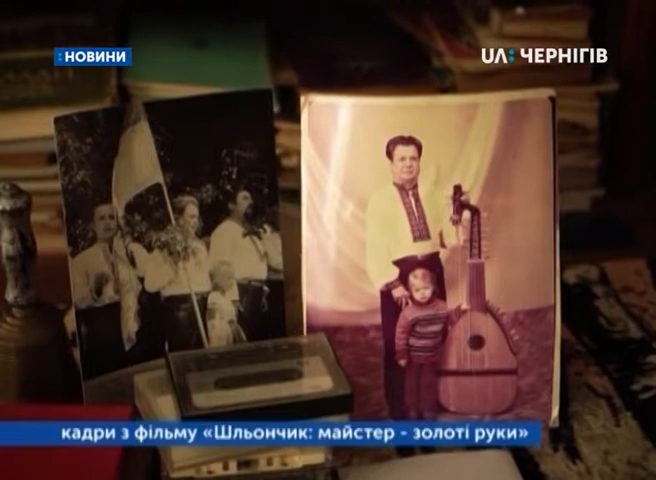 НОВИНИ
UA: ЧЕРНІГІВ
кадри з фільму «Шльончик: майстер - золоті руки»